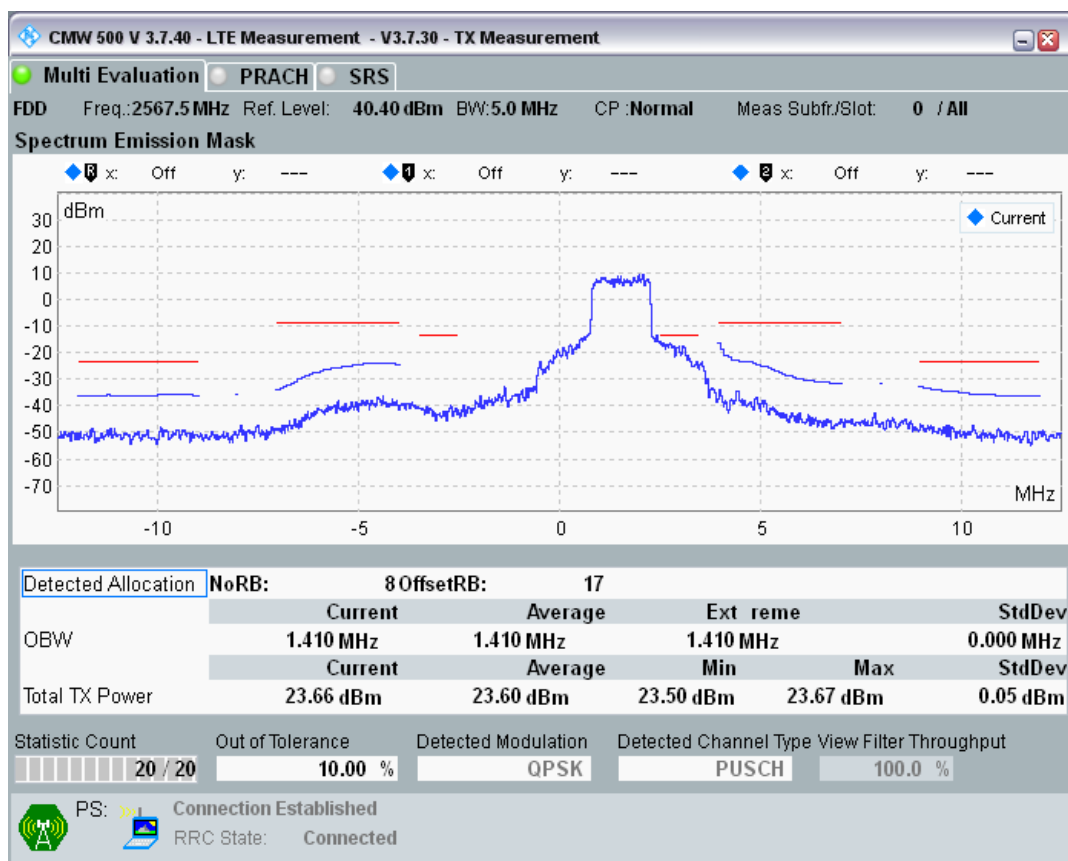 CMW 500 V 3.7.40 - LTE Measurement - V3.7.30 - TX Measurement
Multi Evaluation PRACH SRS
FDD Freq.:2567.5 MHz Ref. Level: 40.40 dBm BW:5.0 MHz CP :Normal Meas Subfr./Slot: 0 / All
Spectrum Emission Mask
R x: Off y: --- 1 x: Off y: --- 2 x: Off y: ---
dBm
Current
30
20
10
0
-10
-20
-30
-40
-50
-60
-70
MHz
-10 -5 0 5 10
Detected Allocation NoRB: 8 OffsetRB: 17
Current Average Ext reme StdDev
OBW 1.410 MHz 1.410 MHz 1.410 MHz 0.000 MHz
Current Average Min Max StdDev
Total TX Power 23.66 dBm 23.60 dBm 23.50 dBm 23.67 dBm 0.05 dBm
Statistic Count Out of Tolerance Detected Modulation Detected Channel Type View Filter Throughput
20 / 20 10.00 % QPSK PUSCH 100.0 %
PS: Connection Established
RRC State: Connected